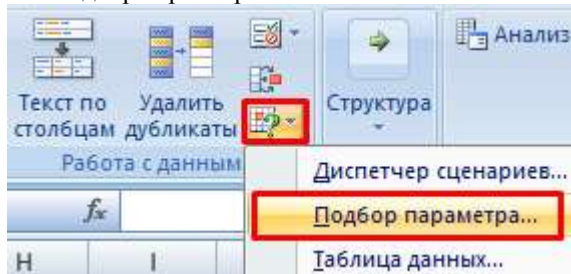 Текст по столбцам
Удалить дубликаты
Структура
Анализ
Работа с данным
Диспетчер сценариев...
Подбор параметра...
Таблица данных...
fx
H
I